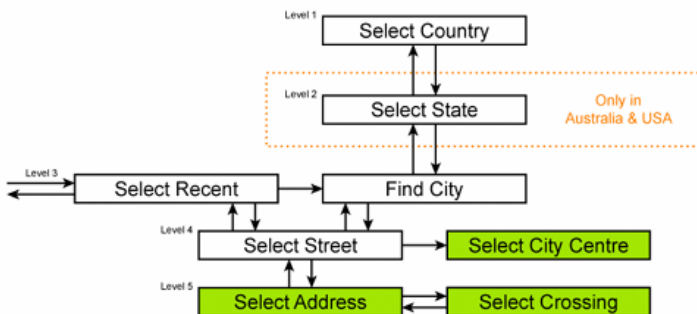 Level 1
Select Country
Level 2
Select State
Only in
Australia & USA
Level 3
Select Recent
Find City
Level 4
Select Street
Select City Centre
Level 5
Select Address
Select Crossing